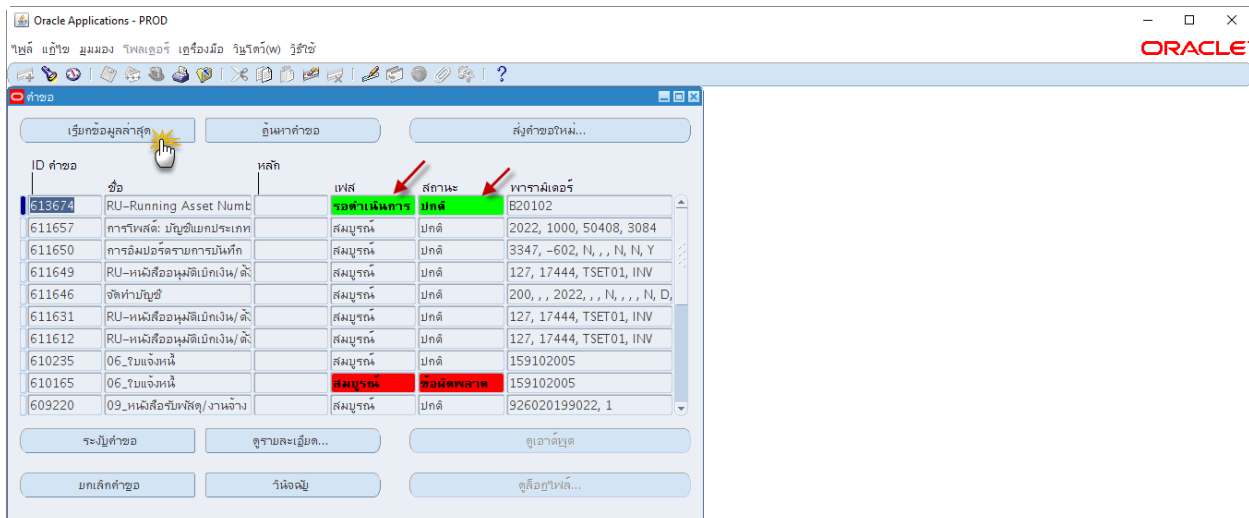 Oracle Applications - PROD
ไฟล์ แก้ไข มุมมอง โฟลเดอร์ เครื่องมือ วินโดว์(W) วิธีใช้
ORACLE
คำขอ
เรียกข้อมูลล่าสุด ค้นหาคำขอ ส่งคำขอใหม่...
ID คำขอ หลัก
ชื่อ เฟส สถานะ พารามิเตอร์
613674 RU-Running Asset Numb รอดำเนินการ ปกติ B20102
611657 การโพสต์: บัญชีแยกประเภท สมบูรณ์ ปกติ 2022, 1000, 50408, 3084
611650 การอิมปอร์ตรายการบันทึก สมบูรณ์ ปกติ 3347, -602, N, , , N, N, Y
611649 RU-หนังสืออนุมัติเบิกเงิน/ตั้ง สมบูรณ์ ปกติ 127, 17444, TSET01, INV
611646 จัดทำบัญชี สมบูรณ์ ปกติ 200, , , 2022, , , N, , , , N, D,
611631 RU-หนังสืออนุมัติเบิกเงิน/ตั้ง สมบูรณ์ ปกติ 127, 17444, TSET01, INV
611612 RU-หนังสืออนุมัติเบิกเงิน/ตั้ง สมบูรณ์ ปกติ 127, 17444, TSET01, INV
610235 06_ใบแจ้งหนี้ สมบูรณ์ ปกติ 159102005
610165 06_ใบแจ้งหนี้ สมบูรณ์ ข้อผิดพลาด 159102005
609220 09_หนังสือรับพัสดุ/งานจ้าง สมบูรณ์ ปกติ 926020199022, 1
ระงับคำขอ ดูรายละเอียด... ดูเอาต์พุต
ยกเลิกคำขอ วินิจฉัย ดูล็อกไฟล์...